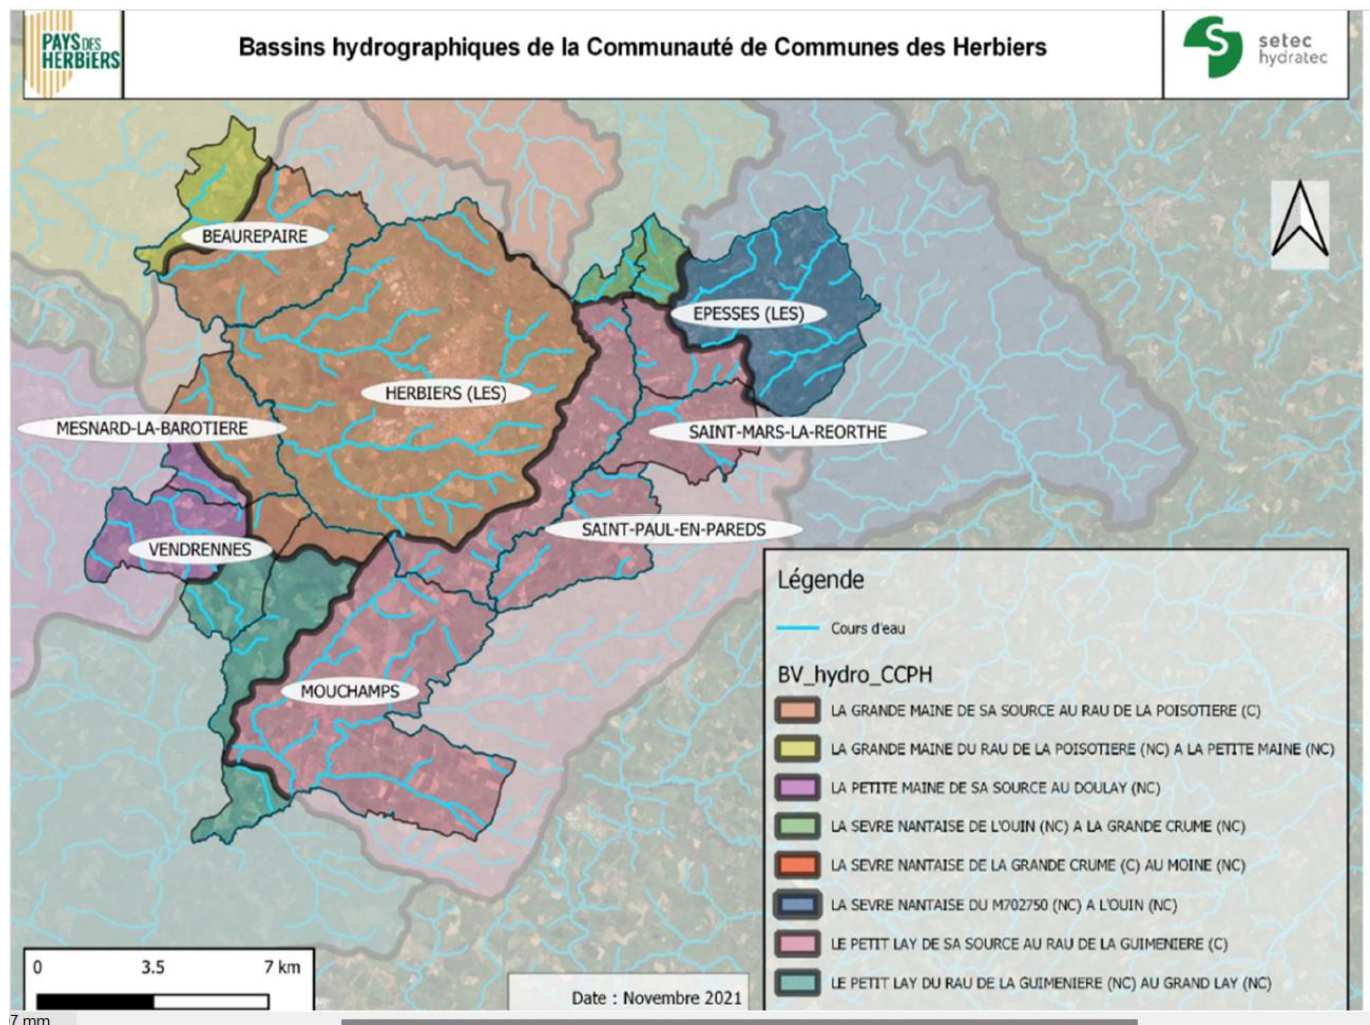 PAYS DES
HERBIERS
Bassins hydrographiques de la Communauté de Communes des Herbiers
setec
hydratec
BEAUREPAIRE
EPESSES (LES)
HERBIERS (LES)
MESNARD-LA-BAROTIERE
SAINT-MARS-LA-REORTHE
SAINT-PAUL-EN-PAREDS
VENDRENNES
MOUCHAMPS
Légende
Cours d'eau
BV_hydro_CCPH
LA GRANDE MAINE DE SA SOURCE AU RAU DE LA POISOTIERE (C)
LA GRANDE MAINE DU RAU DE LA POISOTIERE (NC) A LA PETITE MAINE (NC)
LA PETITE MAINE DE SA SOURCE AU DOULAY (NC)
LA SEVRE NANTAISE DE L'OUIN (NC) A LA GRANDE CRUME (NC)
LA SEVRE NANTAISE DE LA GRANDE CRUME (C) AU MOINE (NC)
LA SEVRE NANTAISE DU M702750 (NC) A L'OUIN (NC)
LE PETIT LAY DE SA SOURCE AU RAU DE LA GUIMENIERE (C)
LE PETIT LAY DU RAU DE LA GUIMENIERE (NC) AU GRAND LAY (NC)
0 3.5 7 km
Date : Novembre 2021
7 mm